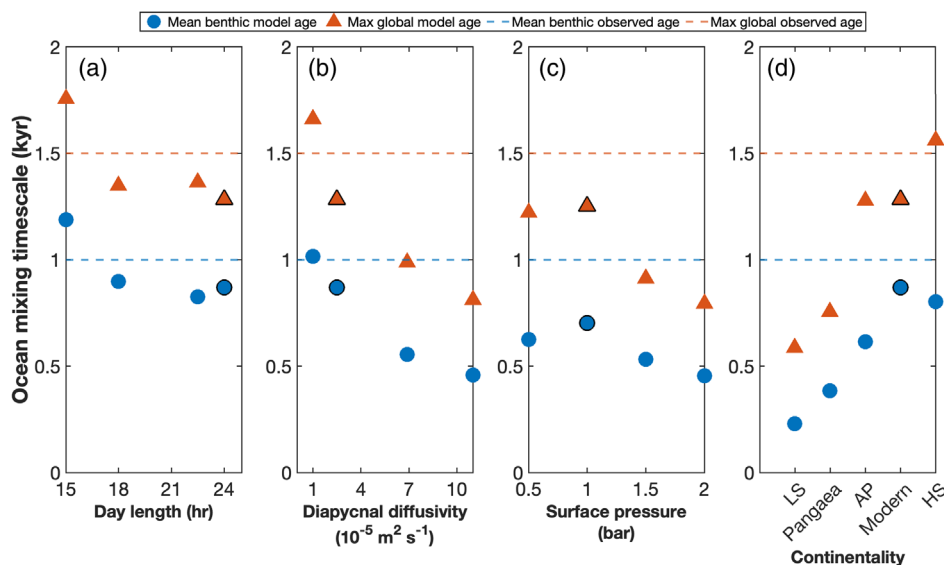 Mean benthic model age Max global model age Mean benthic observed age Max global observed age
Ocean mixing timescale (kyr)
(a)
2
1.5
1
0.5
0
15 18 21 24
Day length (hr)
(b)
2
1.5
1
0.5
0
1 4 7 10
Diapycnal diffusivity
(10⁻⁵ m² s⁻¹)
(c)
2
1.5
1
0.5
0
0.5 1 1.5 2
Surface pressure
(bar)
(d)
2
1.5
1
0.5
0
LS Pangaea AP Modern HS
Continentality